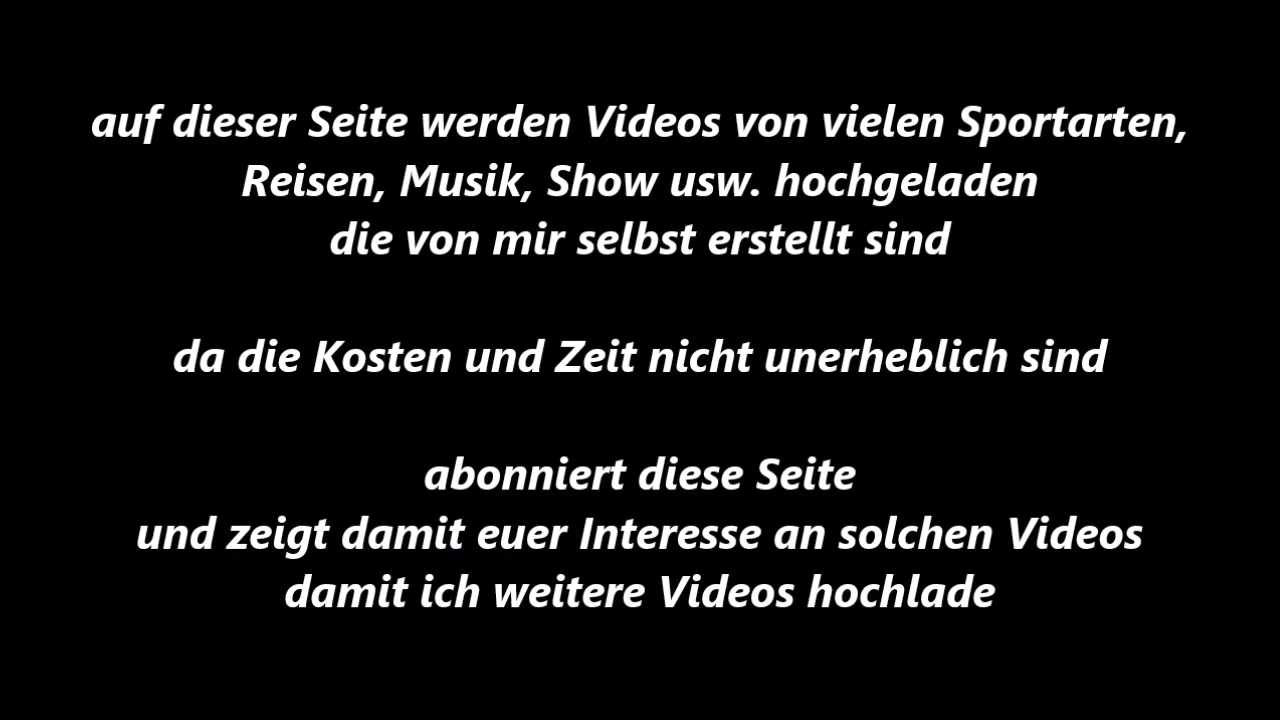 auf dieser Seite werden Videos von vielen Sportarten,
Reisen, Musik, Show usw. hochgeladen
die von mir selbst erstellt sind
da die Kosten und Zeit nicht unerheblich sind
abonniert diese Seite
und zeigt damit euer Interesse an solchen Videos
damit ich weitere Videos hochlade